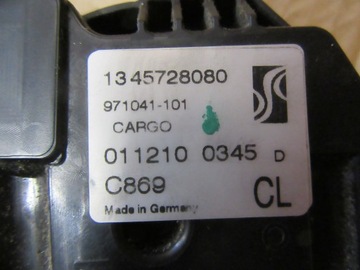 1345728080
971041-101
CARGO
011210 0345 D
C869
CL
Made in Germany